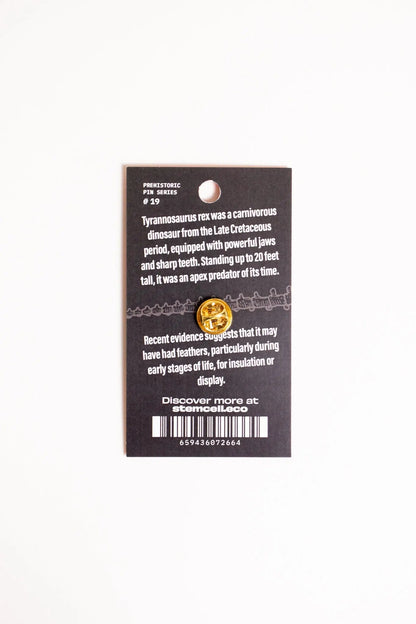 PREHISTORIC
PIN SERIES
# 19
Tyrannosaurus rex was a carnivorous
dinosaur from the Late Cretaceous
period, equipped with powerful jaws
and sharp teeth. Standing up to 20 feet
tall, it was an apex predator of its time.
Recent evidence suggests that it may
have had feathers, particularly during
early stages of life, for insulation or
display.
Discover more at
stemcell.eco
659436072664